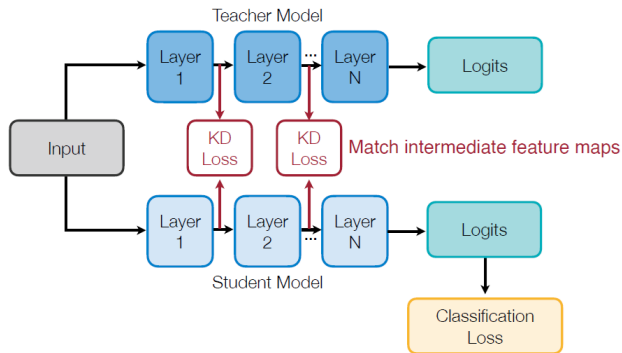 Teacher Model
Layer
1
Layer
2
...
Layer
N
Logits
Input
KD
Loss
KD
Loss
Match intermediate feature maps
Layer
1
Layer
2
...
Layer
N
Logits
Student Model
Classification
Loss